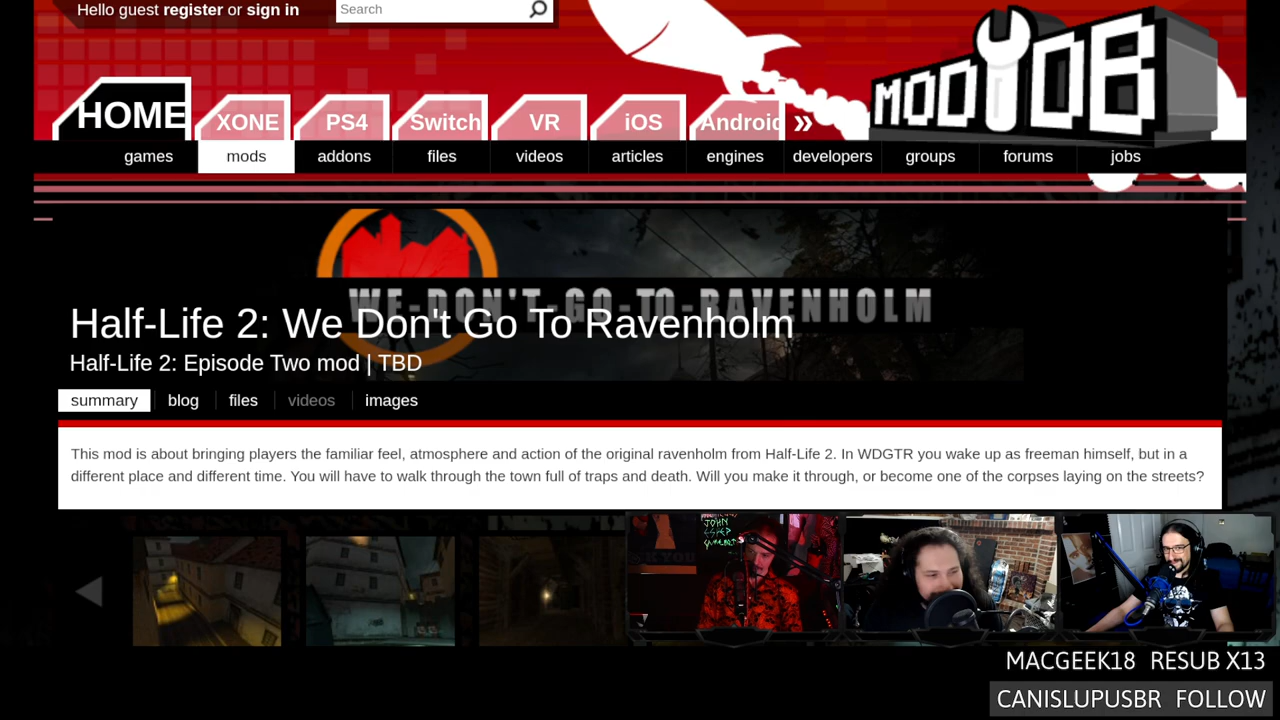 Hello guest register or sign in
Search
MODDB
HOME
XONE
PS4
Switch
VR
iOS
Android
»
games
mods
addons
files
videos
articles
engines
developers
groups
forums
jobs
WE-DON'T-GO-TO-RAVENHOLM
Half-Life 2: We Don't Go To Ravenholm
Half-Life 2: Episode Two mod | TBD
summary
blog
files
videos
images
This mod is about bringing players the familiar feel, atmosphere and action of the original ravenholm from Half-Life 2. In WDGTR you wake up as freeman himself, but in a
different place and different time. You will have to walk through the town full of traps and death. Will you make it through, or become one of the corpses laying on the streets?
JOHN
MACGEEK18 RESUB X13
CANISLUPUSBR FOLLOW